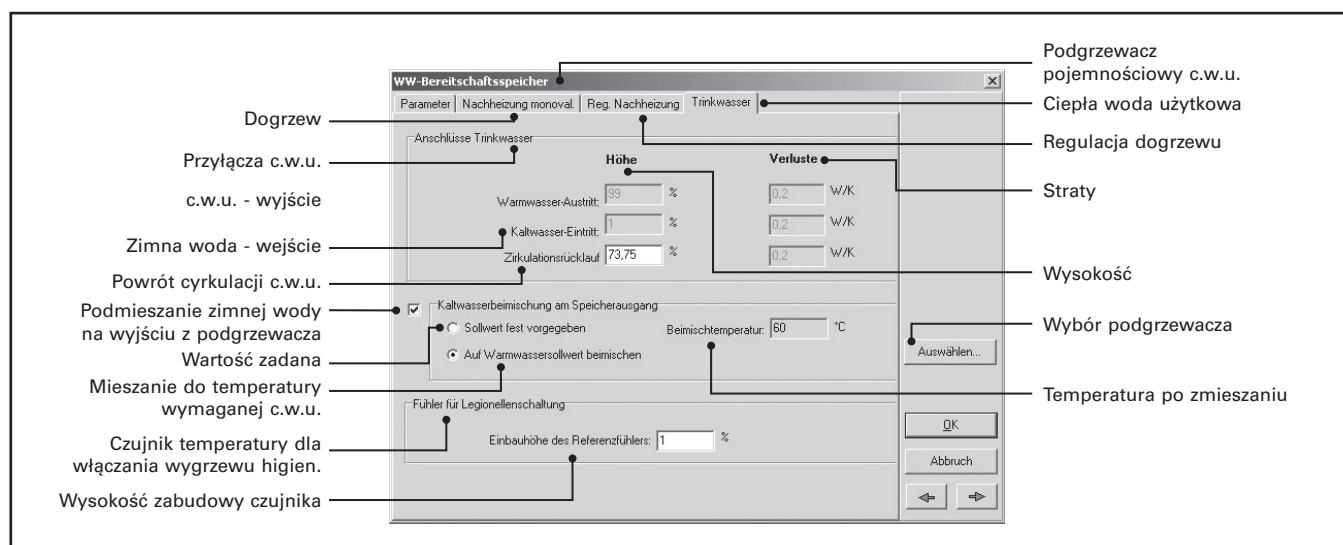 Podgrzewacz
pojemnościowy c.w.u.
Ciepła woda użytkowa
Regulacja dogrzewu
Straty
Wysokość
Wybór podgrzewacza
Temperatura po zmieszaniu
Dogrzew
Przyłącza c.w.u.
c.w.u. - wyjście
Zimna woda - wejście
Powrót cyrkulacji c.w.u.
Podmieszanie zimnej wody
na wyjściu z podgrzewacza
Wartość zadana
Mieszanie do temperatury
wymaganej c.w.u.
Czujnik temperatury dla
włączania wygrzewu higien.
Wysokość zabudowy czujnika
WW-Bereitschaftsspeicher
Parameter Nachheizung monoval. Reg. Nachheizung Trinkwasser
Anschlüsse Trinkwasser
Höhe Verluste
Warmwasser-Austritt: 99 % 0,2 W/K
Kaltwasser-Eintritt: 1 % 0,2 W/K
Zirkulationsrücklauf 73,75 % 0,2 W/K
Kaltwasserbeimischung am Speicherausgang
Sollwert fest vorgegeben Beimischtemperatur: 60 °C
Auf Warmwassersollwert beimischen
Auswählen...
Fühler für Legionellenschaltung
Einbauhöhe des Referenzfühlers: 1 %
OK
Abbruch